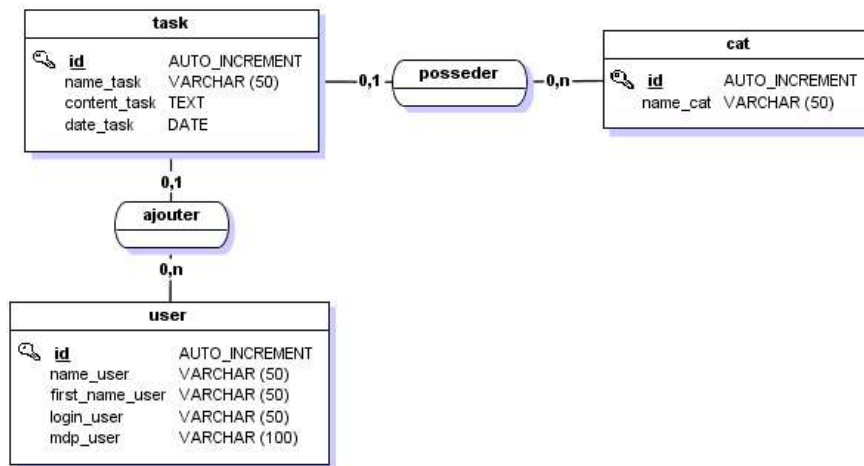 task
id AUTO_INCREMENT
name_task VARCHAR (50)
content_task TEXT
date_task DATE
0,1
posseder
0,n
cat
id AUTO_INCREMENT
name_cat VARCHAR (50)
0,1
ajouter
0,n
user
id AUTO_INCREMENT
name_user VARCHAR (50)
first_name_user VARCHAR (50)
login_user VARCHAR (50)
mdp_user VARCHAR (100)